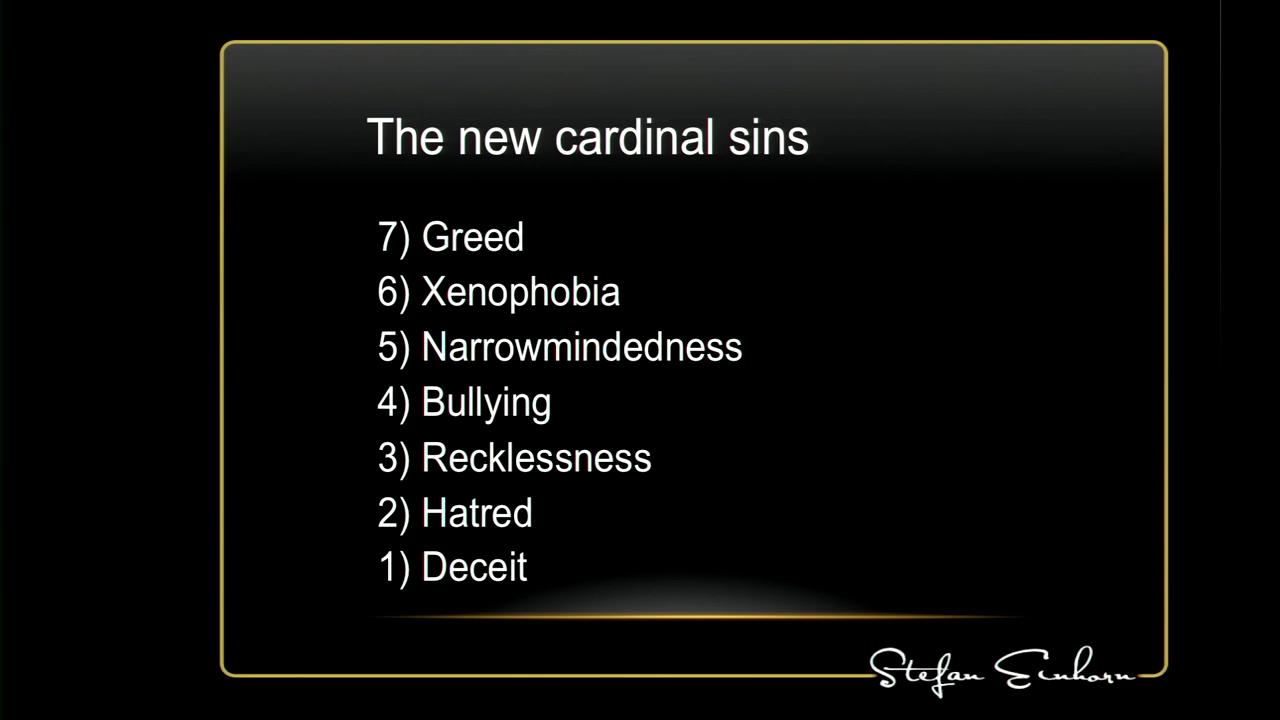 The new cardinal sins
7) Greed
6) Xenophobia
5) Narrowmindedness
4) Bullying
3) Recklessness
2) Hatred
1) Deceit
Stefan Einhorn